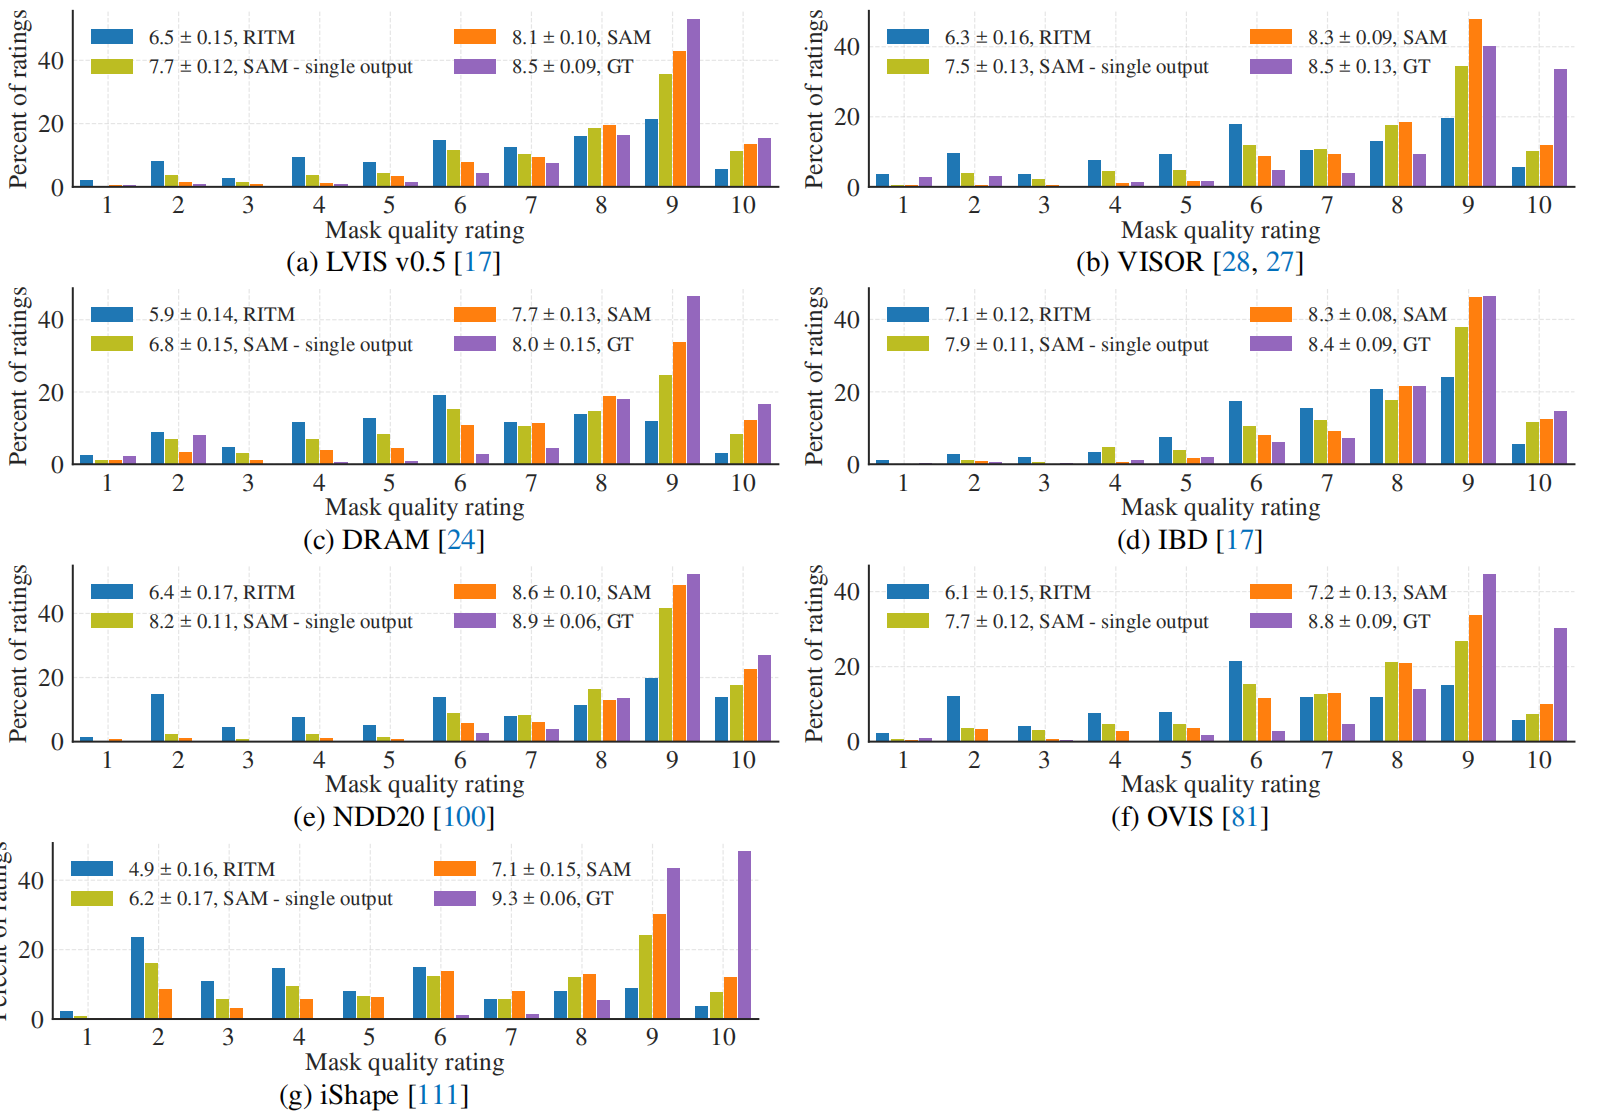 Percent of ratings
40
20
0
6.5 ± 0.15, RITM
7.7 ± 0.12, SAM - single output
8.1 ± 0.10, SAM
8.5 ± 0.09, GT
1 2 3 4 5 6 7 8 9 10
Mask quality rating
(a) LVIS v0.5 [17]
Percent of ratings
40
20
0
6.3 ± 0.16, RITM
7.5 ± 0.13, SAM - single output
8.3 ± 0.09, SAM
8.5 ± 0.13, GT
1 2 3 4 5 6 7 8 9 10
Mask quality rating
(b) VISOR [28, 27]
Percent of ratings
40
20
0
5.9 ± 0.14, RITM
6.8 ± 0.15, SAM - single output
7.7 ± 0.13, SAM
8.0 ± 0.15, GT
1 2 3 4 5 6 7 8 9 10
Mask quality rating
(c) DRAM [24]
Percent of ratings
40
20
0
7.1 ± 0.12, RITM
7.9 ± 0.11, SAM - single output
8.3 ± 0.08, SAM
8.4 ± 0.09, GT
1 2 3 4 5 6 7 8 9 10
Mask quality rating
(d) IBD [17]
Percent of ratings
40
20
0
6.4 ± 0.17, RITM
8.2 ± 0.11, SAM - single output
8.6 ± 0.10, SAM
8.9 ± 0.06, GT
1 2 3 4 5 6 7 8 9 10
Mask quality rating
(e) NDD20 [100]
Percent of ratings
40
20
0
6.1 ± 0.15, RITM
7.7 ± 0.12, SAM - single output
7.2 ± 0.13, SAM
8.8 ± 0.09, GT
1 2 3 4 5 6 7 8 9 10
Mask quality rating
(f) OVIS [81]
Percent of ratings
40
20
0
4.9 ± 0.16, RITM
6.2 ± 0.17, SAM - single output
7.1 ± 0.15, SAM
9.3 ± 0.06, GT
1 2 3 4 5 6 7 8 9 10
Mask quality rating
(g) iShape [111]